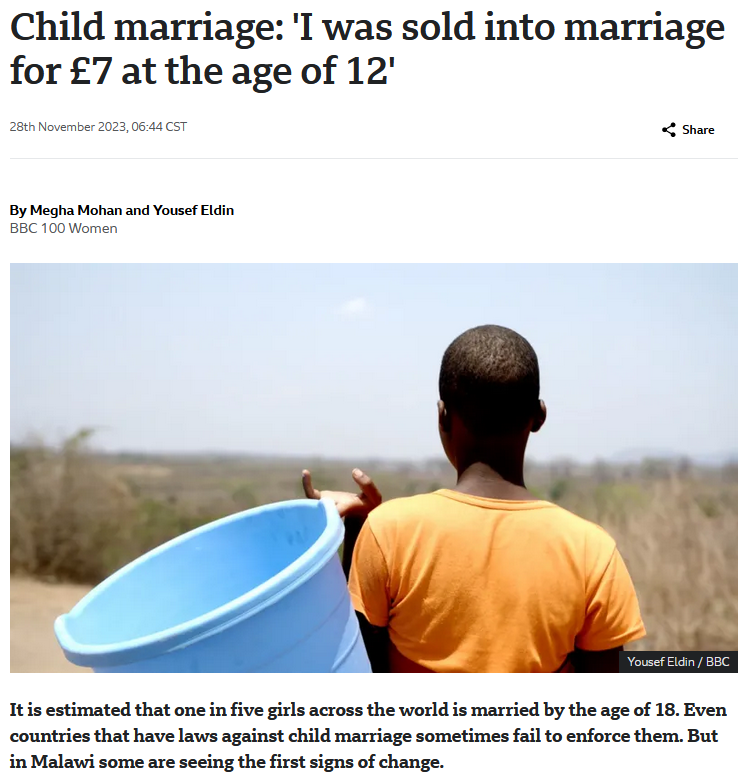 Child marriage: 'I was sold into marriage
for £7 at the age of 12'
28th November 2023, 06:44 CST
Share
By Megha Mohan and Yousef Eldin
BBC 100 Women
Yousef Eldin / BBC
It is estimated that one in five girls across the world is married by the age of 18. Even
countries that have laws against child marriage sometimes fail to enforce them. But
in Malawi some are seeing the first signs of change.